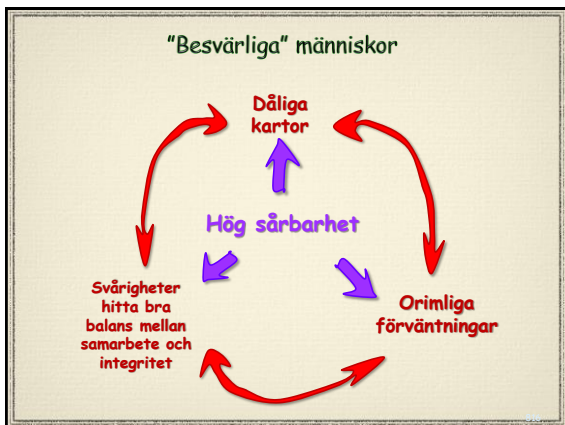 ”Besvärliga” människor
Dåliga
kartor
Hög sårbarhet
Svårigheter
hitta bra
balans mellan
samarbete och
integritet
Orimliga
förväntningar